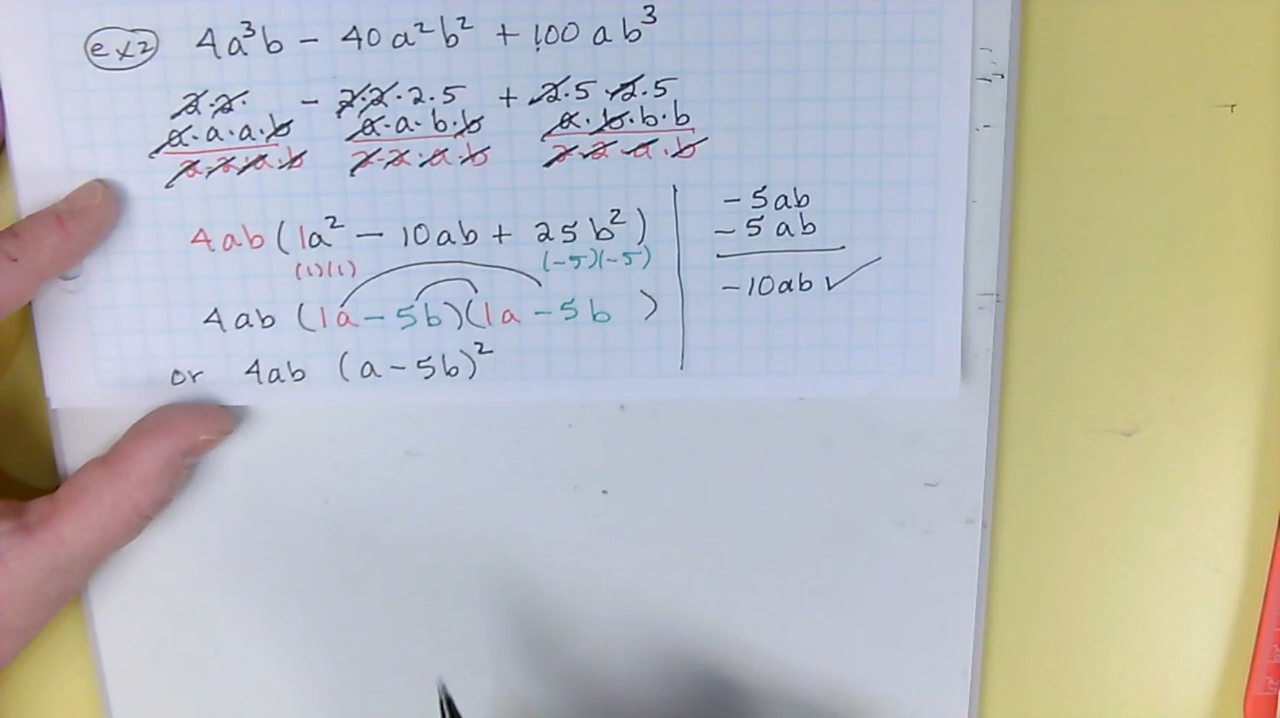 ex2 4a³b - 40a²b² + 100ab³
2·2· - 2·2·2·5 + 2·5·2·5
a·a·a·b a·a·b·b a·b·b·b
2·2·a·b 2·2·a·b 2·2·a·b
4ab(1a² - 10ab + 25b²)
(1)(1) (-5)(-5)
4ab (1a - 5b)(1a - 5b )
or 4ab (a - 5b)²
-5ab
-5ab
-10ab ✓